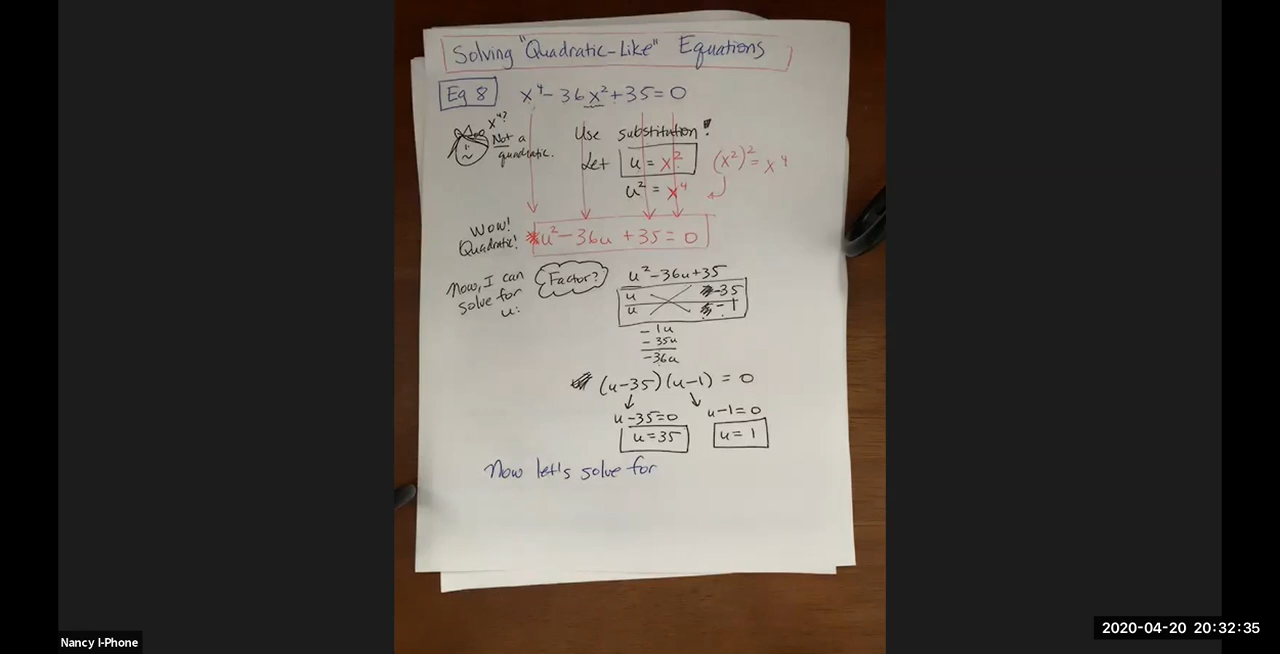 Solving "Quadratic-Like" Equations
Eg 8
x⁴ - 36x² + 35 = 0
x⁴?
Not a
quadratic.
Use substitution!
Let u = x²
(x²)² = x⁴
u² = x⁴
Wow!
Quadratic!
u² - 36u + 35 = 0
Now, I can
solve for
u:
Factor?
u² - 36u + 35
u -35
u -1
-1u
-35u
-36u
(u-35)(u-1) = 0
u-35=0
u-1=0
u=35
u=1
Now let's solve for
Nancy I-Phone
2020-04-20 20:32:35